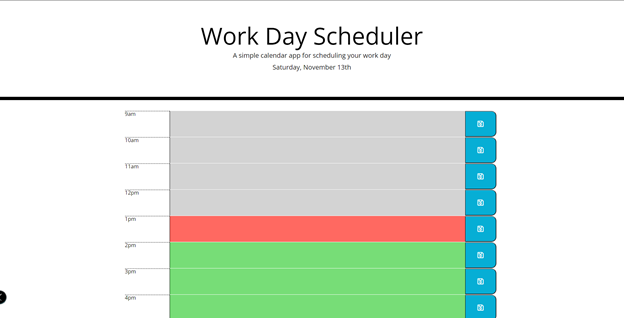 Work Day Scheduler
A simple calendar app for scheduling your work day
Saturday, November 13th
9am
10am
11am
12pm
1pm
2pm
3pm
4pm